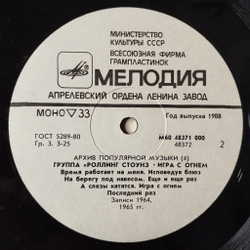 МИНИСТЕРСТВО
КУЛЬТУРЫ СССР
ВСЕСОЮЗНАЯ ФИРМА
ГРАМПЛАСТИНОК
МЕЛОДИЯ
АПРЕЛЕВСКИЙ ОРДЕНА ЛЕНИНА ЗАВОД
МОНО 33
Год выпуска 1988
ГОСТ 5289-80
Гр. 3. 3-25
М60 48371 000
48372
2
АРХИВ ПОПУЛЯРНОЙ МУЗЫКИ (4)
ГРУППА «РОЛЛИНГ СТОУНЗ - ИГРА С ОГНЕМ
Время работает на меня. Исповедуя блюз
На берегу под навесом. Еще и еще раз
А слезы катятся. Игра с огнем
Последний раз
Записи 1964,
1965 гг.